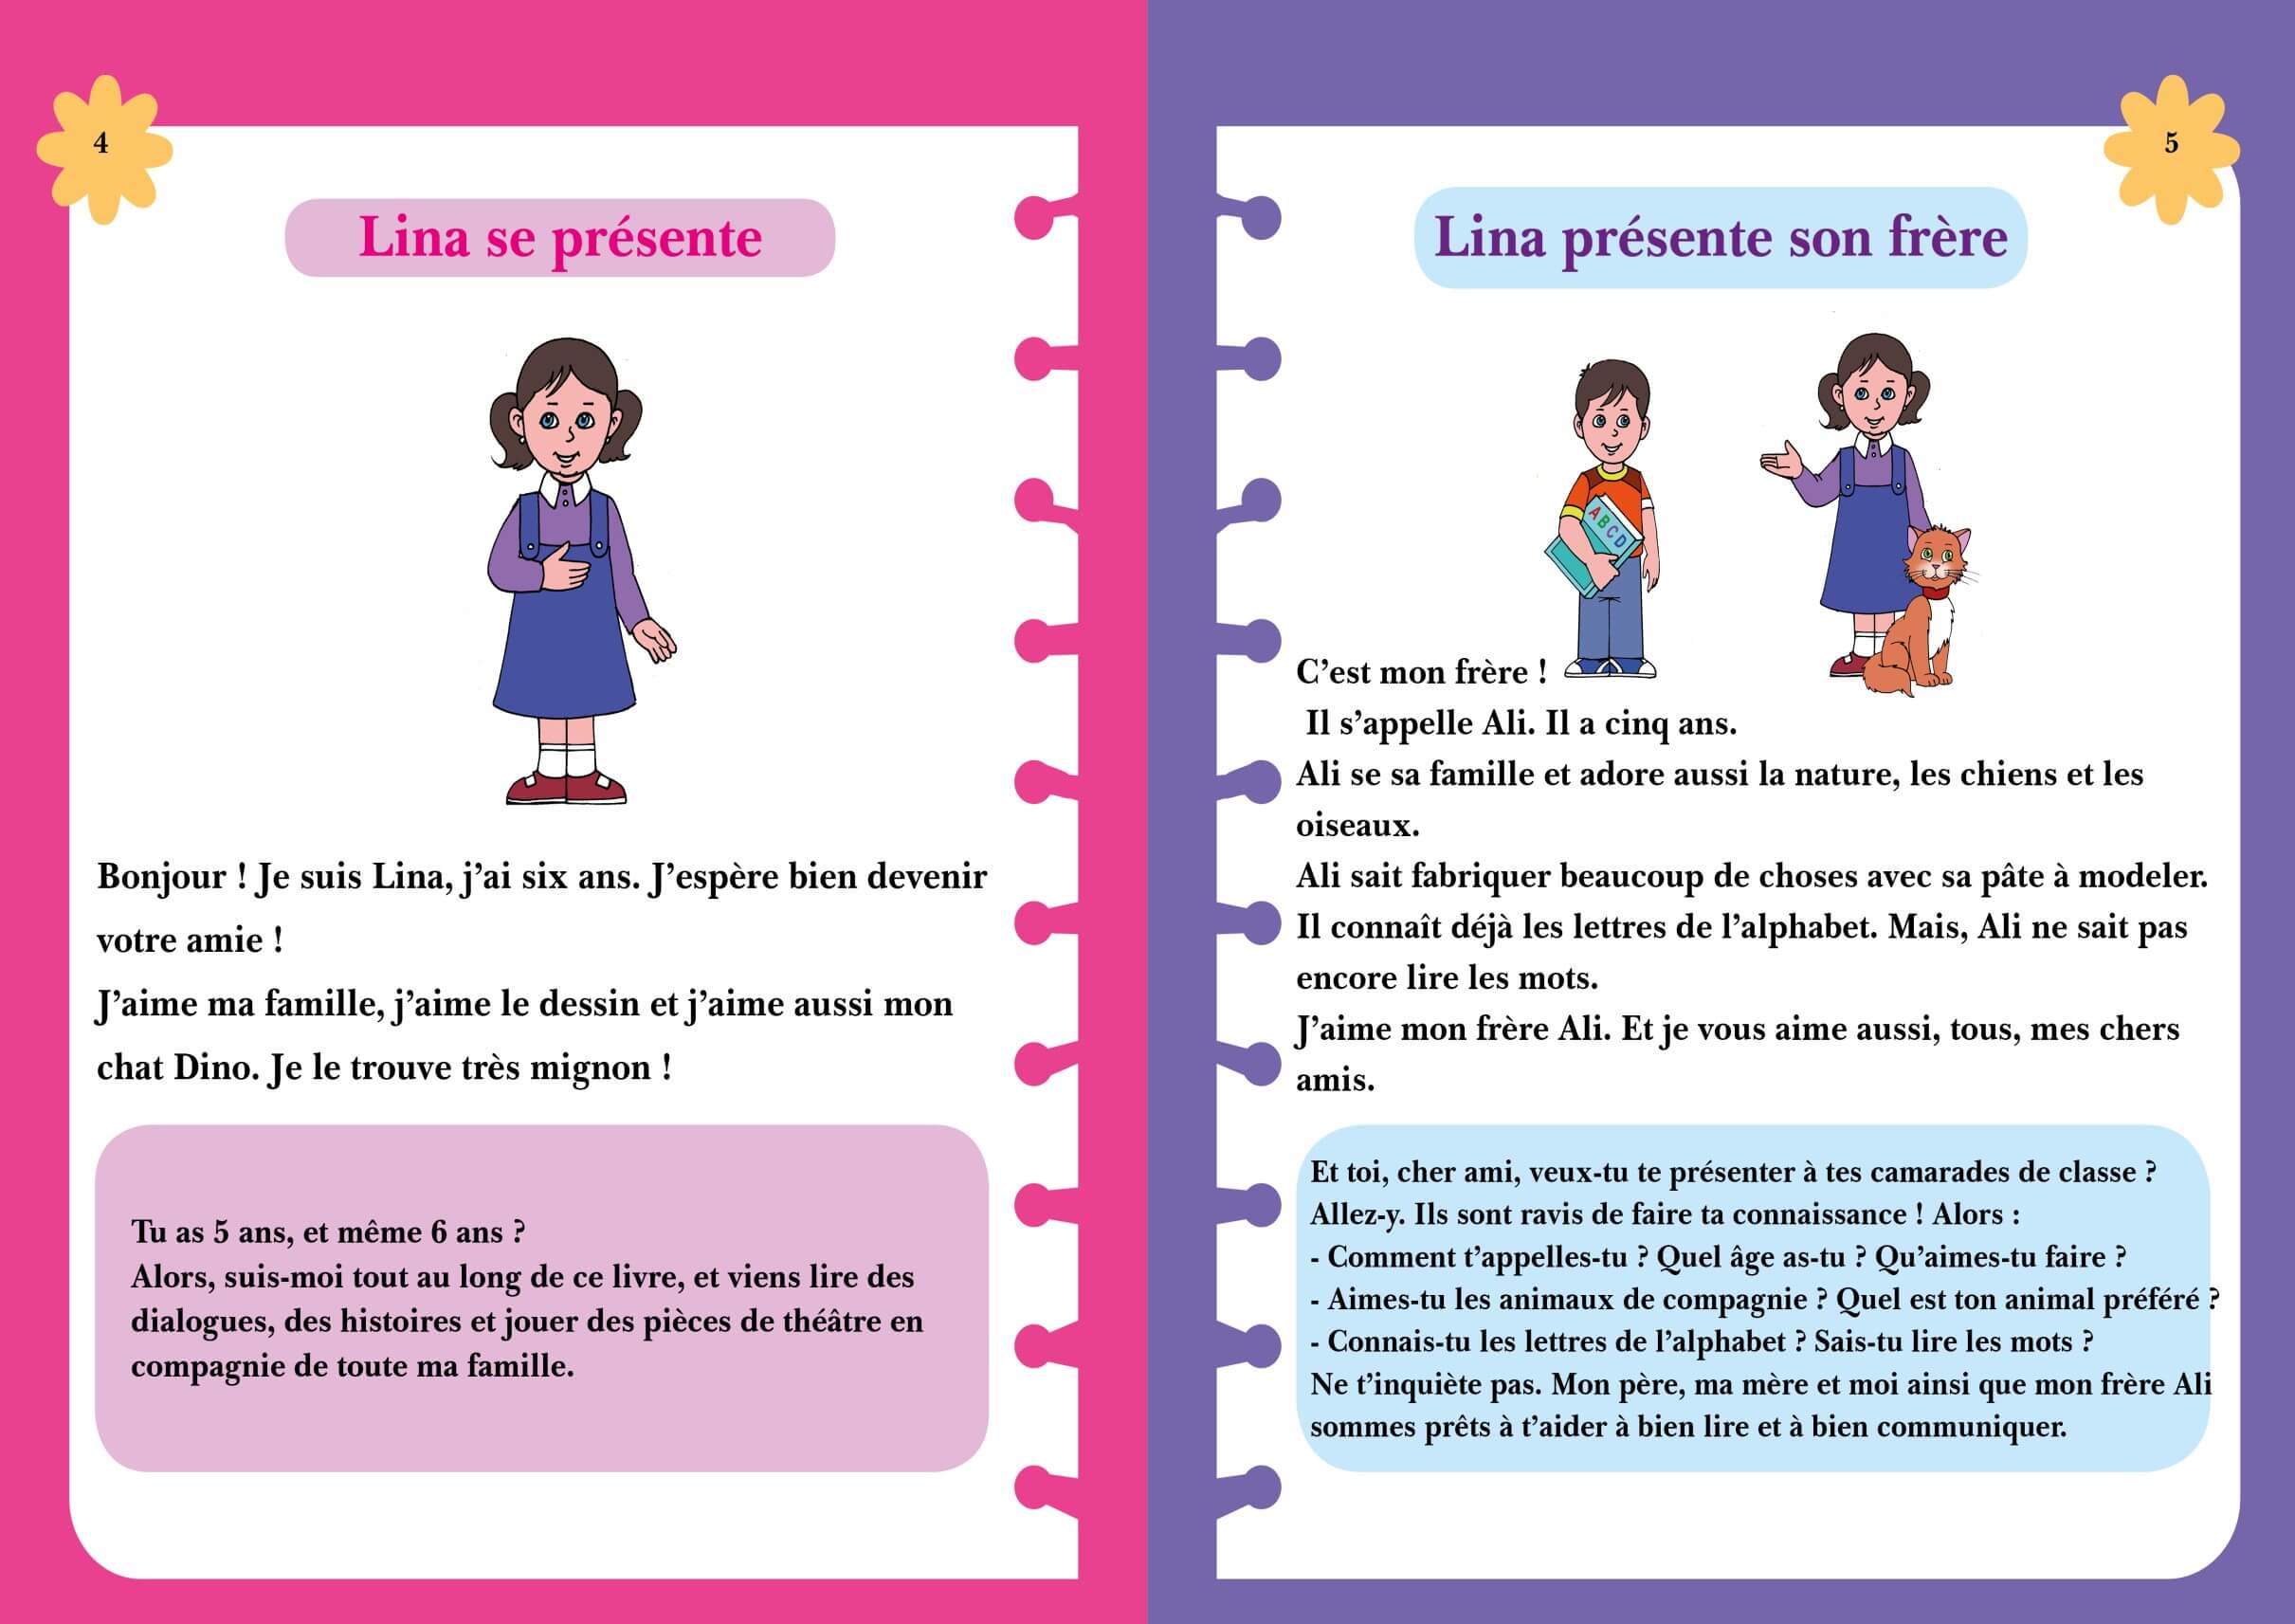 4
Lina se présente
Bonjour ! Je suis Lina, j’ai six ans. J’espère bien devenir
votre amie !
J’aime ma famille, j’aime le dessin et j’aime aussi mon
chat Dino. Je le trouve très mignon !
Tu as 5 ans, et même 6 ans ?
Alors, suis-moi tout au long de ce livre, et viens lire des
dialogues, des histoires et jouer des pièces de théâtre en
compagnie de toute ma famille.
5
Lina présente son frère
A B C D
C’est mon frère !
Il s’appelle Ali. Il a cinq ans.
Ali se sa famille et adore aussi la nature, les chiens et les
oiseaux.
Ali sait fabriquer beaucoup de choses avec sa pâte à modeler.
Il connaît déjà les lettres de l’alphabet. Mais, Ali ne sait pas
encore lire les mots.
J’aime mon frère Ali. Et je vous aime aussi, tous, mes chers
amis.
Et toi, cher ami, veux-tu te présenter à tes camarades de classe ?
Allez-y. Ils sont ravis de faire ta connaissance ! Alors :
- Comment t’appelles-tu ? Quel âge as-tu ? Qu’aimes-tu faire ?
- Aimes-tu les animaux de compagnie ? Quel est ton animal préféré ?
- Connais-tu les lettres de l’alphabet ? Sais-tu lire les mots ?
Ne t’inquiète pas. Mon père, ma mère et moi ainsi que mon frère Ali
sommes prêts à t’aider à bien lire et à bien communiquer.